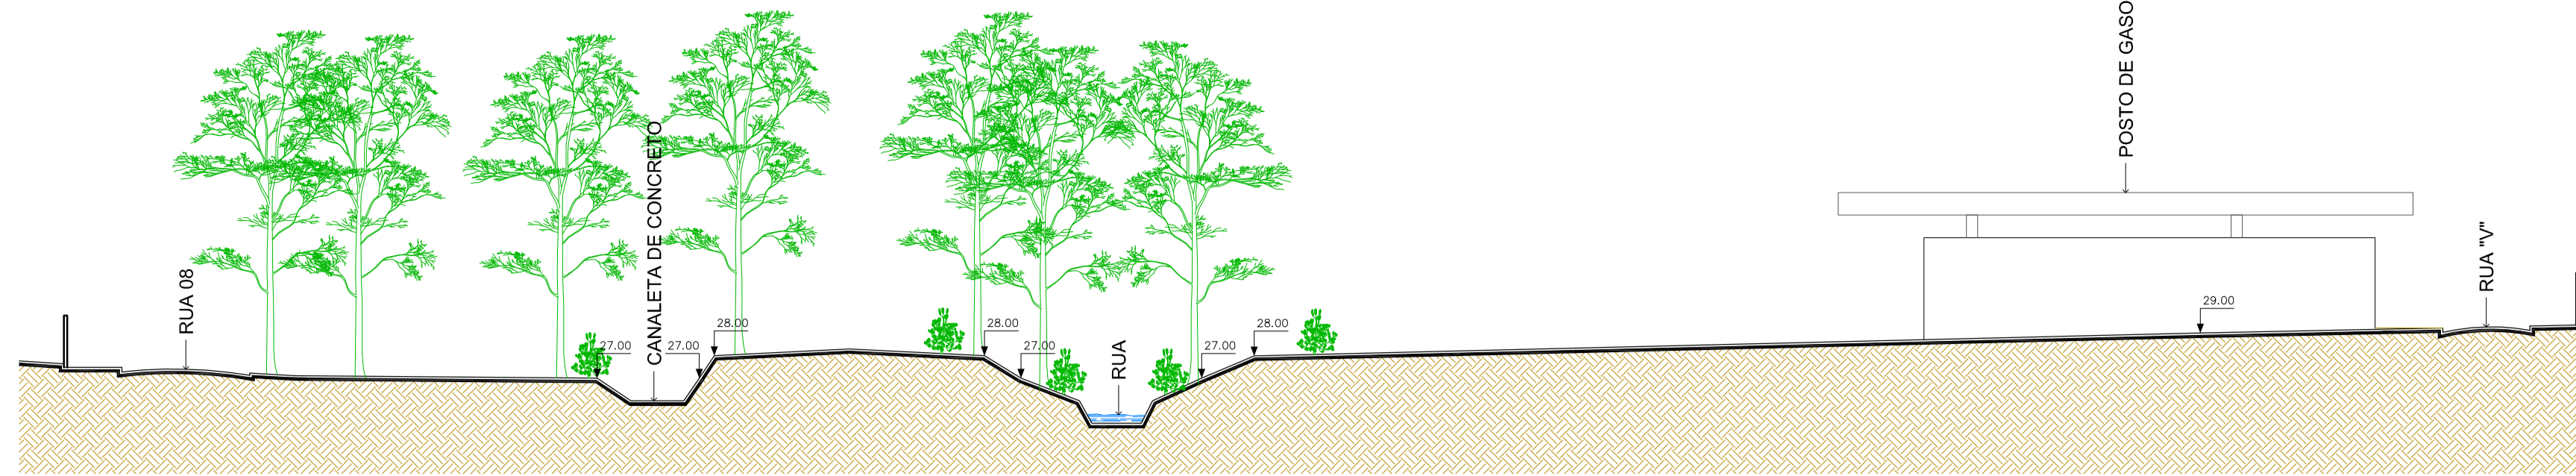 RUA 08
27.00
CANALETA DE CONCRETO
27.00
28.00
28.00
27.00
RUA
27.00
28.00
POSTO DE GASO
29.00
RUA "V"